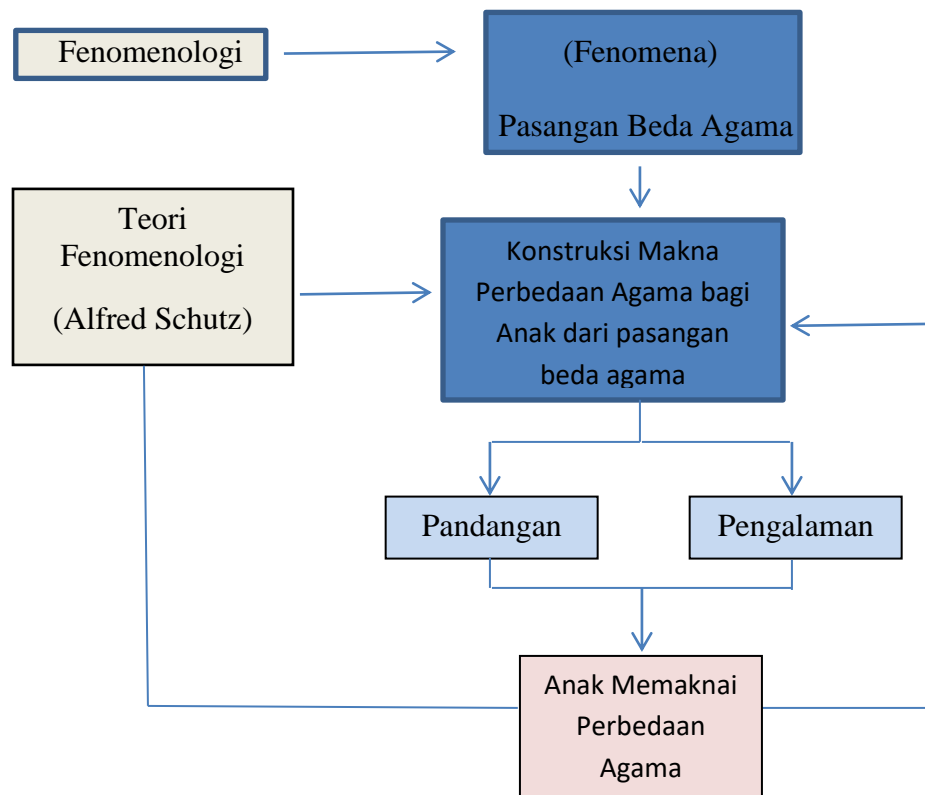 Fenomenologi
(Fenomena)
Pasangan Beda Agama
Teori
Fenomenologi
(Alfred Schutz)
Konstruksi Makna
Perbedaan Agama bagi
Anak dari pasangan
beda agama
Pandangan
Pengalaman
Anak Memaknai
Perbedaan
Agama